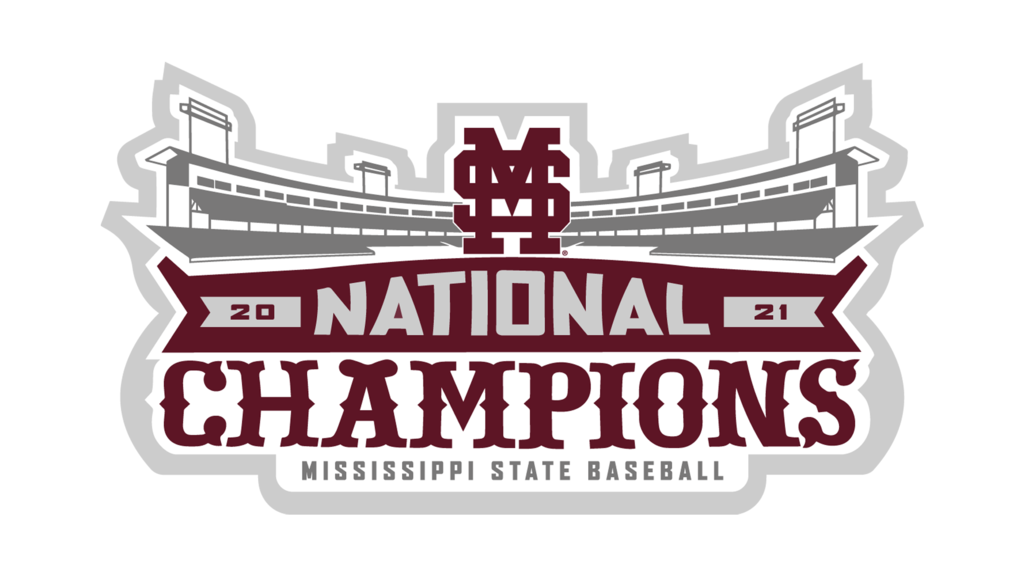 MS
20 NATIONAL 21
CHAMPIONS
MISSISSIPPI STATE BASEBALL